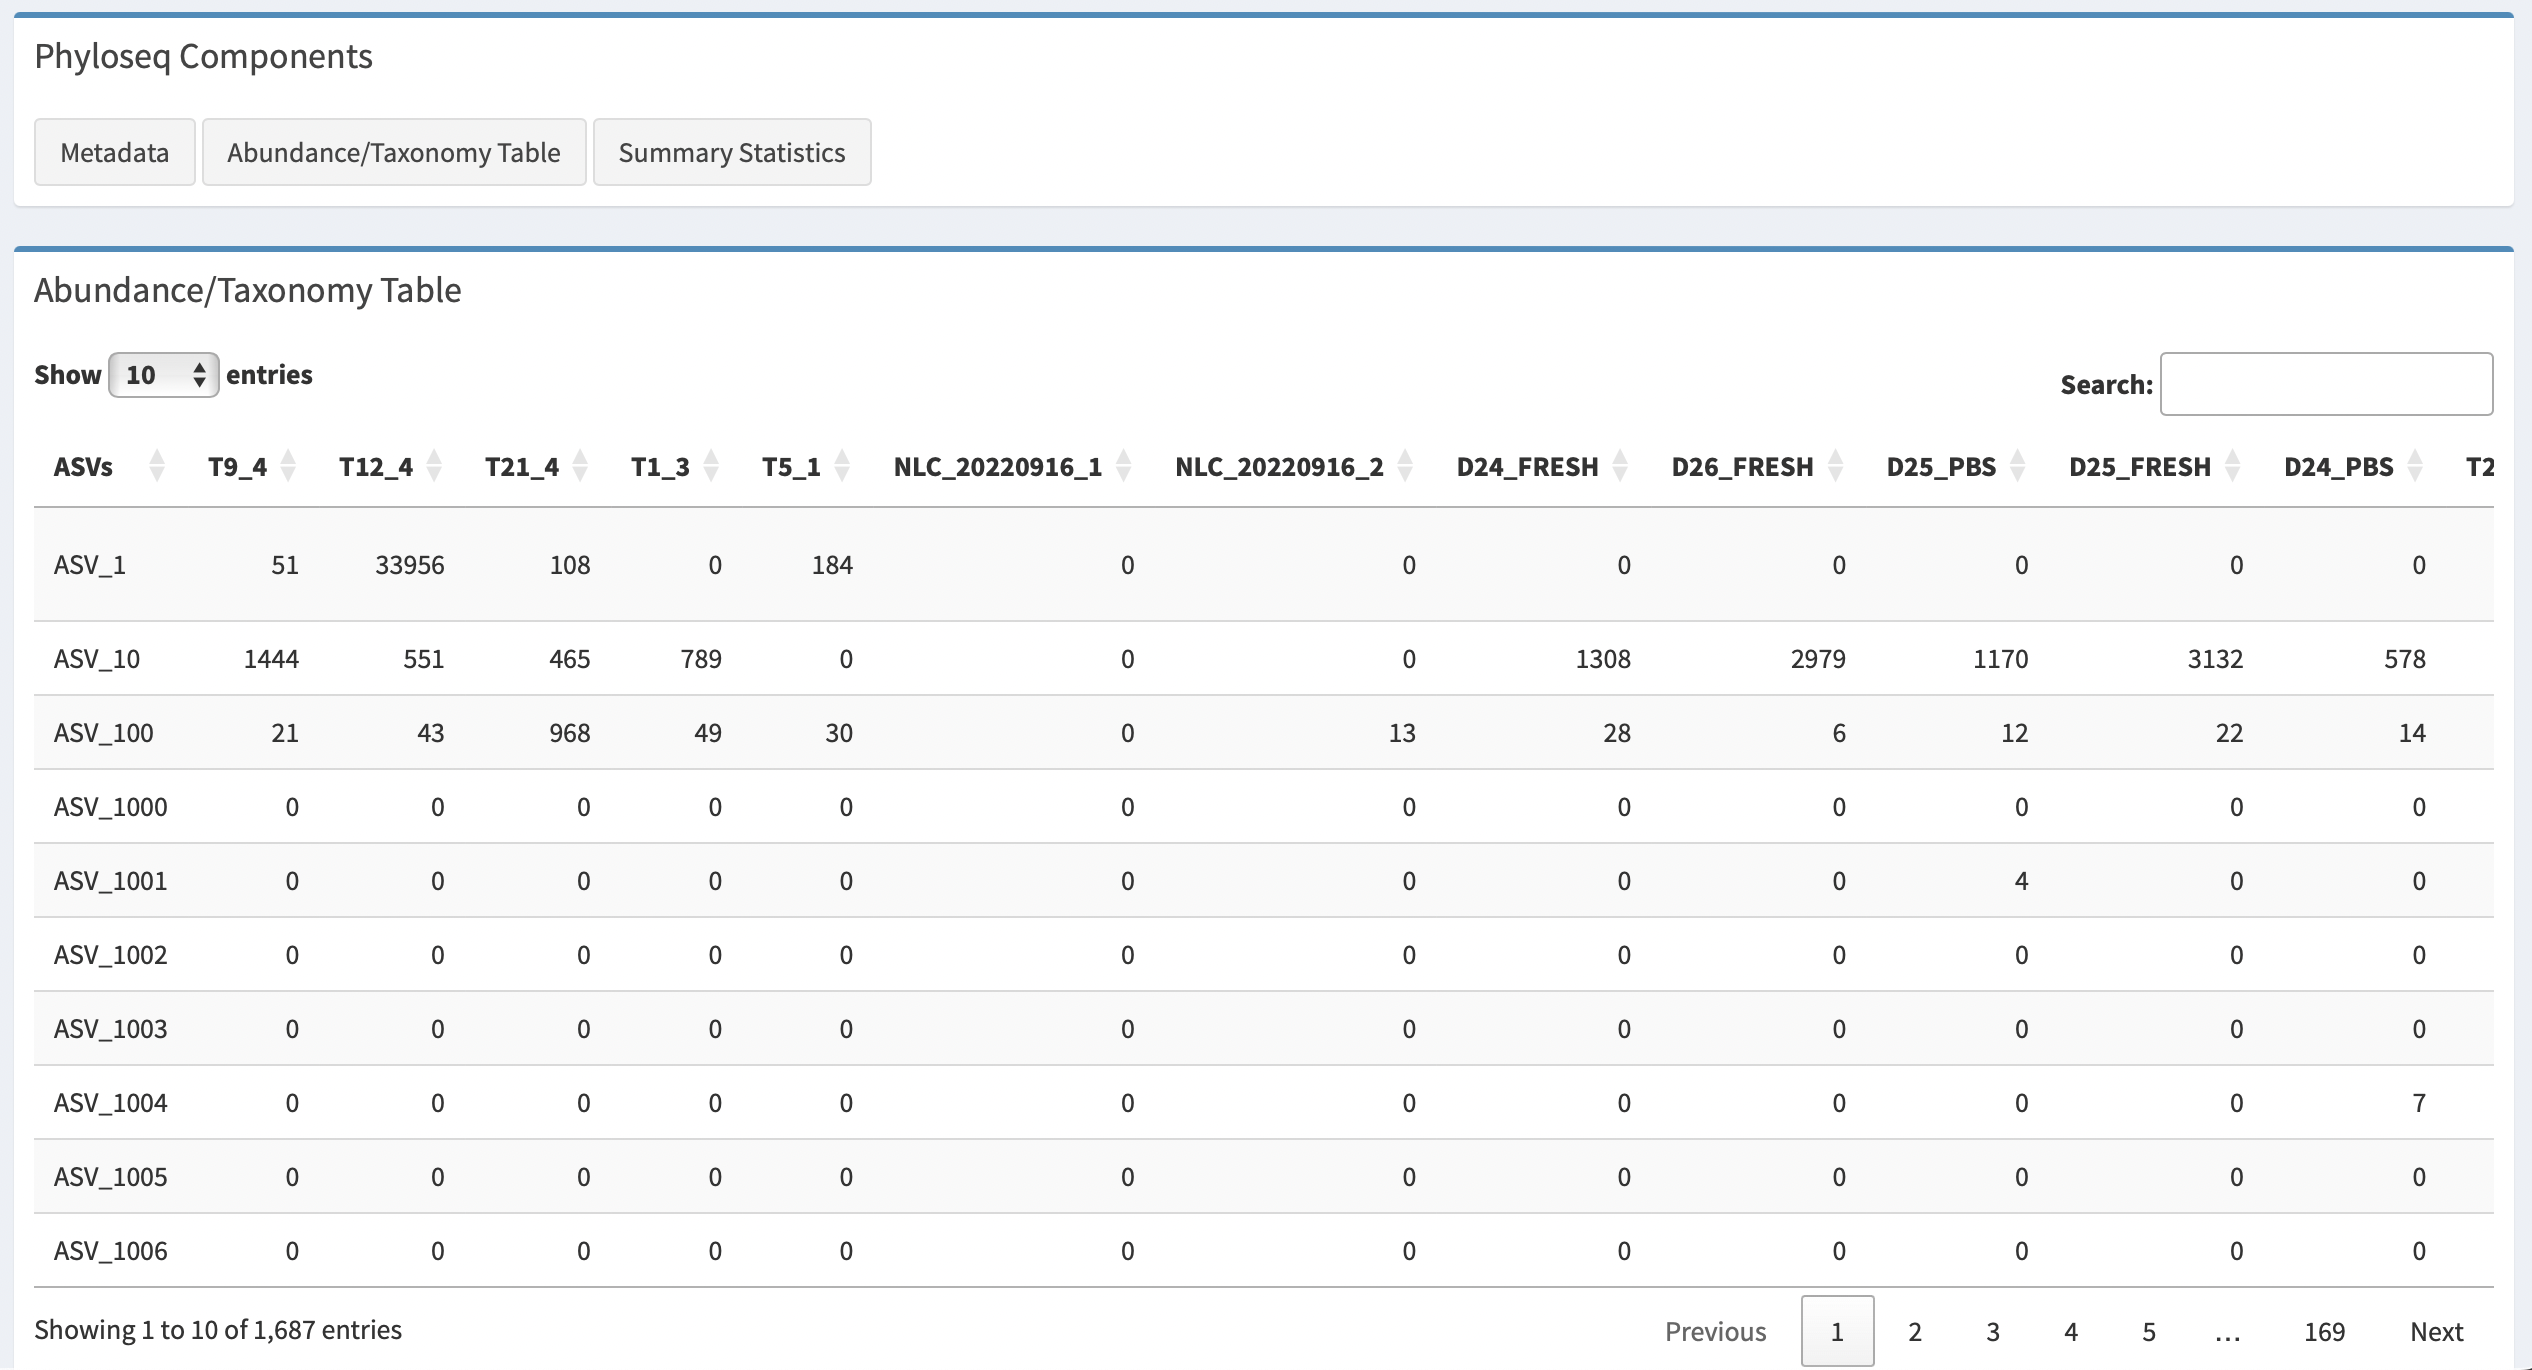 Phyloseq Components
Metadata Abundance/Taxonomy Table Summary Statistics
Abundance/Taxonomy Table
Show 10 entries Search:
ASVs T9_4 T12_4 T21_4 T1_3 T5_1 NLC_20220916_1 NLC_20220916_2 D24_FRESH D26_FRESH D25_PBS D25_FRESH D24_PBS T2
ASV_1 51 33956 108 0 184 0 0 0 0 0 0 0
ASV_10 1444 551 465 789 0 0 0 1308 2979 1170 3132 578
ASV_100 21 43 968 49 30 0 13 28 6 12 22 14
ASV_1000 0 0 0 0 0 0 0 0 0 0 0 0
ASV_1001 0 0 0 0 0 0 0 0 0 4 0 0
ASV_1002 0 0 0 0 0 0 0 0 0 0 0 0
ASV_1003 0 0 0 0 0 0 0 0 0 0 0 0
ASV_1004 0 0 0 0 0 0 0 0 0 0 0 7
ASV_1005 0 0 0 0 0 0 0 0 0 0 0 0
ASV_1006 0 0 0 0 0 0 0 0 0 0 0 0
Showing 1 to 10 of 1,687 entries Previous 1 2 3 4 5 … 169 Next